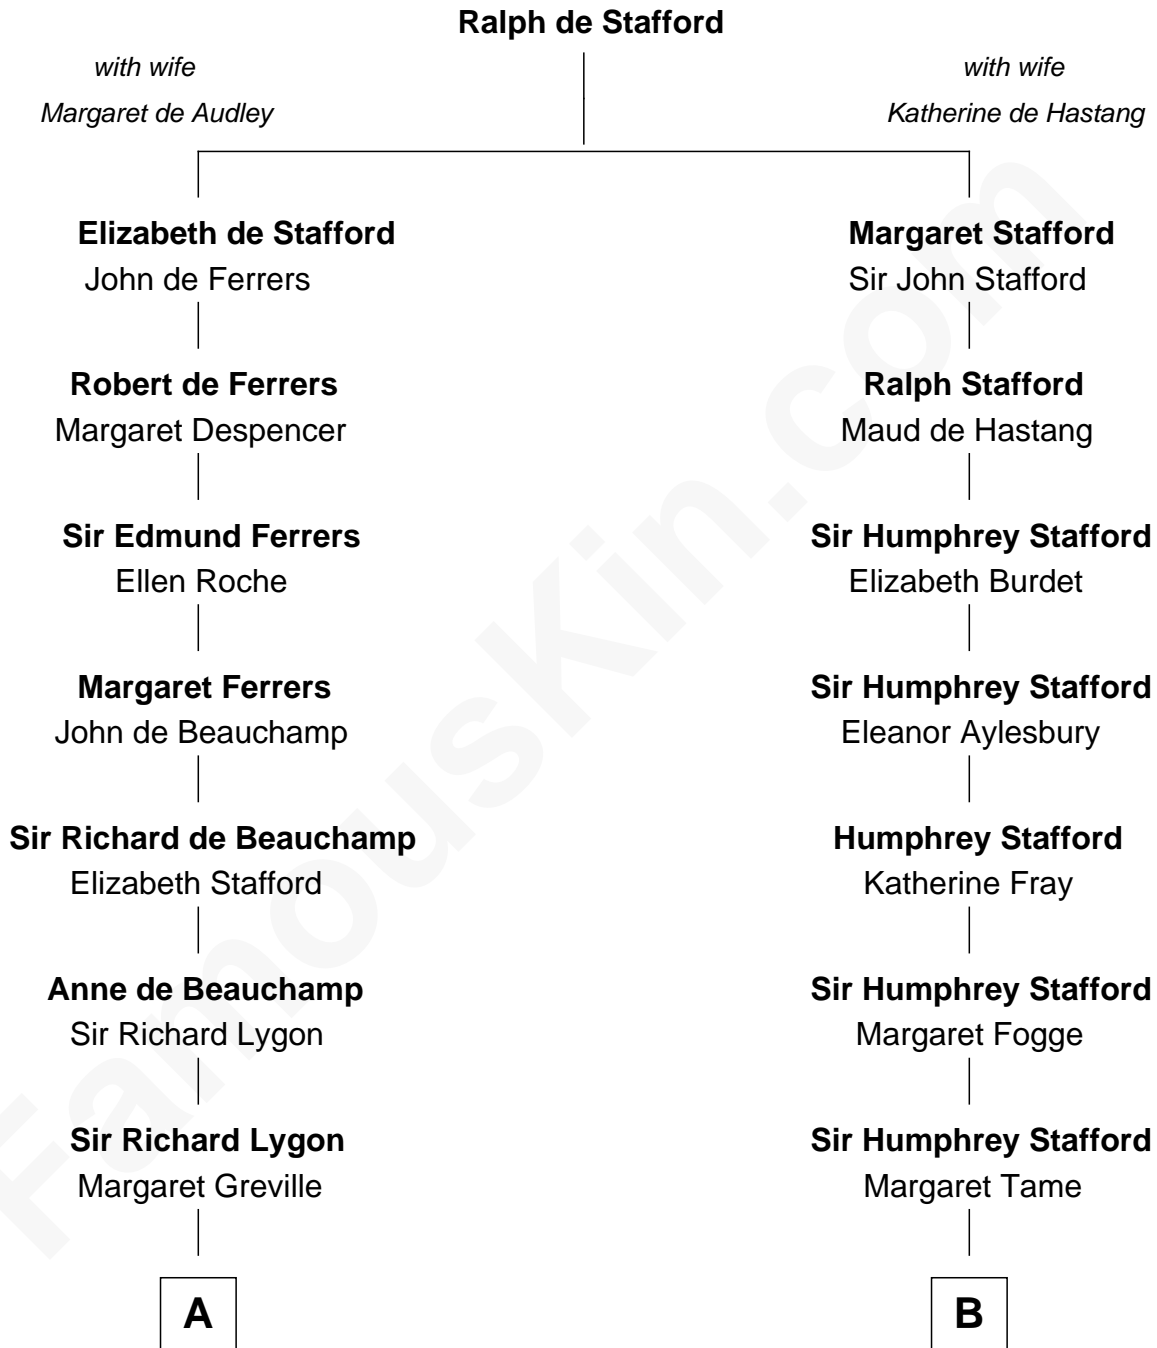 Ralph de Stafford
with wife
Margaret de Audley
with wife
Katherine de Hastang
Elizabeth de Stafford
John de Ferrers
Margaret Stafford
Sir John Stafford
Robert de Ferrers
Margaret Despencer
Ralph Stafford
Maud de Hastang
Sir Edmund Ferrers
Ellen Roche
Sir Humphrey Stafford
Elizabeth Burdet
Margaret Ferrers
John de Beauchamp
Sir Humphrey Stafford
Eleanor Aylesbury
Sir Richard de Beauchamp
Elizabeth Stafford
Humphrey Stafford
Katherine Fray
Anne de Beauchamp
Sir Richard Lygon
Sir Humphrey Stafford
Margaret Fogge
Sir Richard Lygon
Margaret Greville
Sir Humphrey Stafford
Margaret Tame
A
B
FamousKin.com